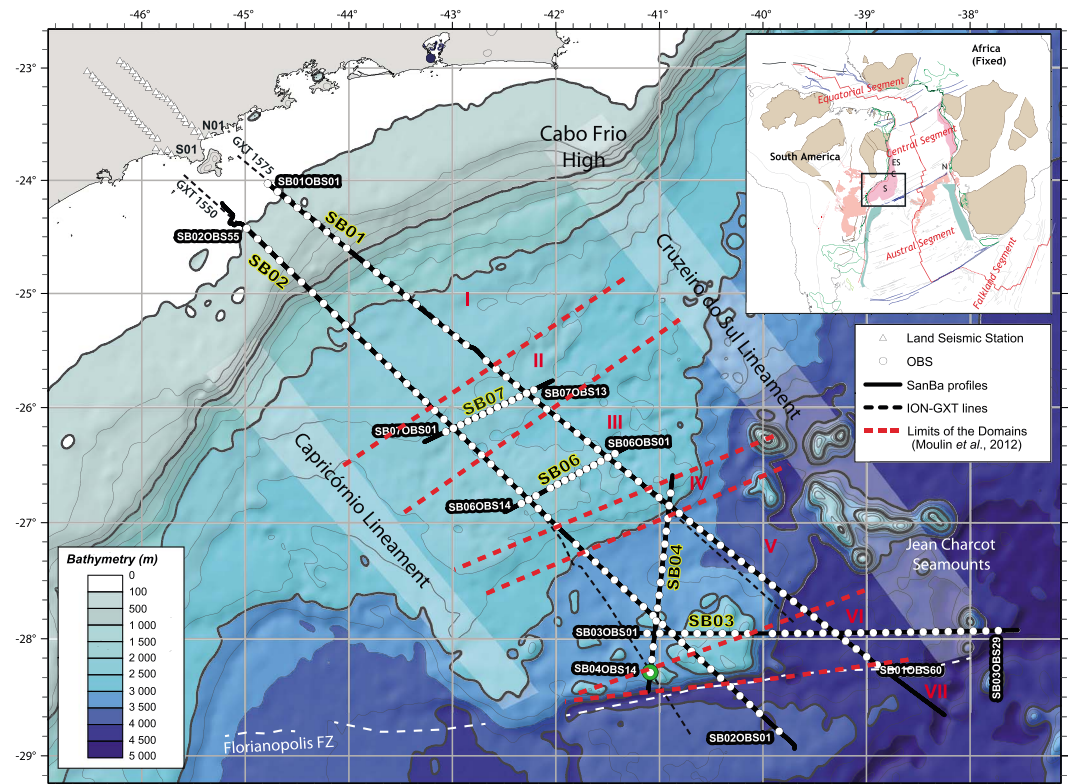 -46
-45
-44
-43
-42
-41
-40
-39
-38
-23
-24
-25
-26
-27
-28
-29
N01
S01
GXT1575
GXT1550
SB01OBS01
SB02OBS55
SB01
SB02
Cabo Frio
High
Cruzeiro do Sul Lineament
Capricórnio Lineament
I
II
III
IV
V
VI
VII
SB07OBS13
SB07
SB07OBS01
SB06OBS01
SB06
SB06OBS14
SB04
SB03
SB03OBS01
SB04OBS14
SB01OBS60
SB03OBS29
SB02OBS01
Jean Charcot
Seamounts
Florianopolis FZ
Africa
(Fixed)
Equatorial Segment
Central Segment
South America
ES
C
S
N
Austral Segment
Falkland Segment
Land Seismic Station
OBS
SanBa profiles
ION-GXT lines
Limits of the Domains
(Moulin et al., 2012)
Bathymetry (m)
0
100
500
1 000
1 500
2 000
2 500
3 000
3 500
4 000
4 500
5 000